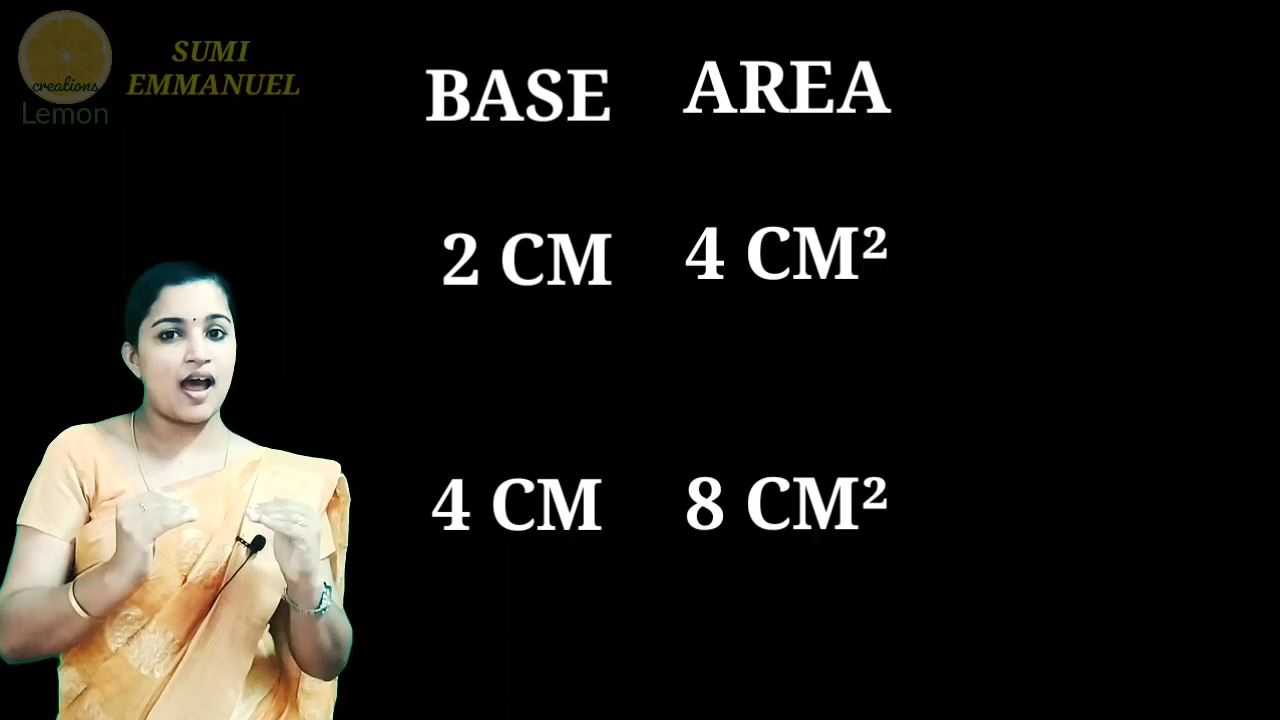 creations
Lemon
SUMI
EMMANUEL
BASE AREA
2 CM 4 CM²
4 CM 8 CM²